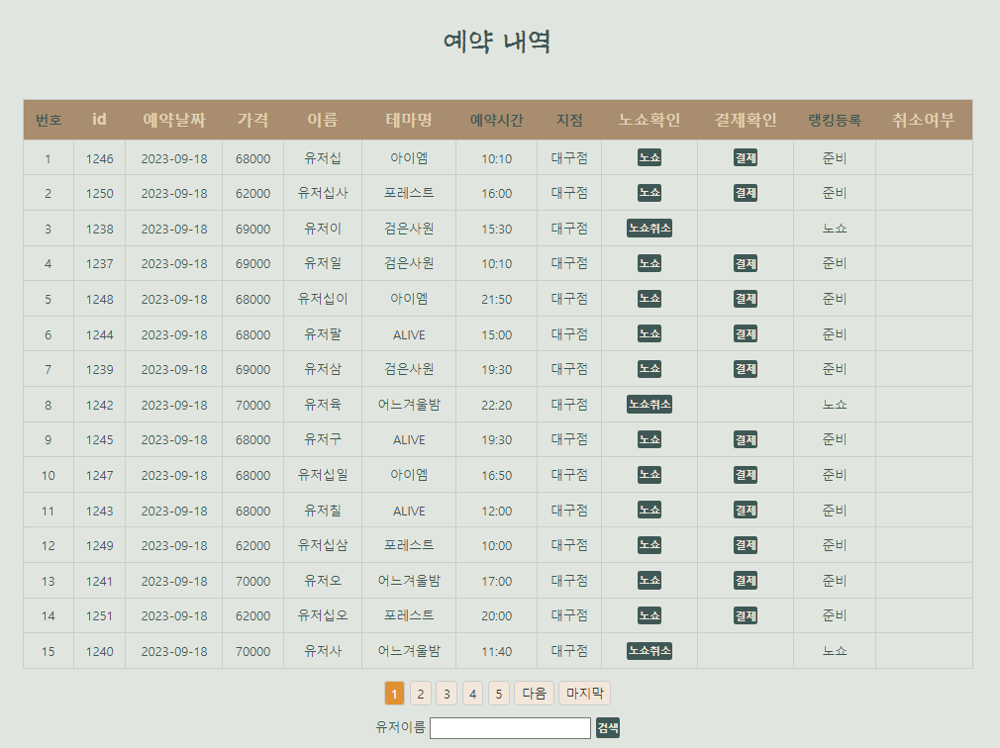 예약 내역
번호 id 예약날짜 가격 이름 테마명 예약시간 지점 노쇼확인 결제확인 랭킹등록 취소여부
1 1246 2023-09-18 68000 유저십 아이엠 10:10 대구점 노쇼 결제 준비
2 1250 2023-09-18 62000 유저십사 포레스트 16:00 대구점 노쇼 결제 준비
3 1238 2023-09-18 69000 유저이 검은사원 15:30 대구점 노쇼취소 노쇼
4 1237 2023-09-18 69000 유저일 검은사원 10:10 대구점 노쇼 결제 준비
5 1248 2023-09-18 68000 유저십이 아이엠 21:50 대구점 노쇼 결제 준비
6 1244 2023-09-18 68000 유저팔 ALIVE 15:00 대구점 노쇼 결제 준비
7 1239 2023-09-18 69000 유저삼 검은사원 19:30 대구점 노쇼 결제 준비
8 1242 2023-09-18 70000 유저육 어느겨울밤 22:20 대구점 노쇼취소 노쇼
9 1245 2023-09-18 68000 유저구 ALIVE 19:30 대구점 노쇼 결제 준비
10 1247 2023-09-18 68000 유저십일 아이엠 16:50 대구점 노쇼 결제 준비
11 1243 2023-09-18 68000 유저칠 ALIVE 12:00 대구점 노쇼 결제 준비
12 1249 2023-09-18 62000 유저십삼 포레스트 10:00 대구점 노쇼 결제 준비
13 1241 2023-09-18 70000 유저오 어느겨울밤 17:00 대구점 노쇼 결제 준비
14 1251 2023-09-18 62000 유저십오 포레스트 20:00 대구점 노쇼 결제 준비
15 1240 2023-09-18 70000 유저사 어느겨울밤 11:40 대구점 노쇼취소 노쇼
1 2 3 4 5 다음 마지막
유저이름 검색